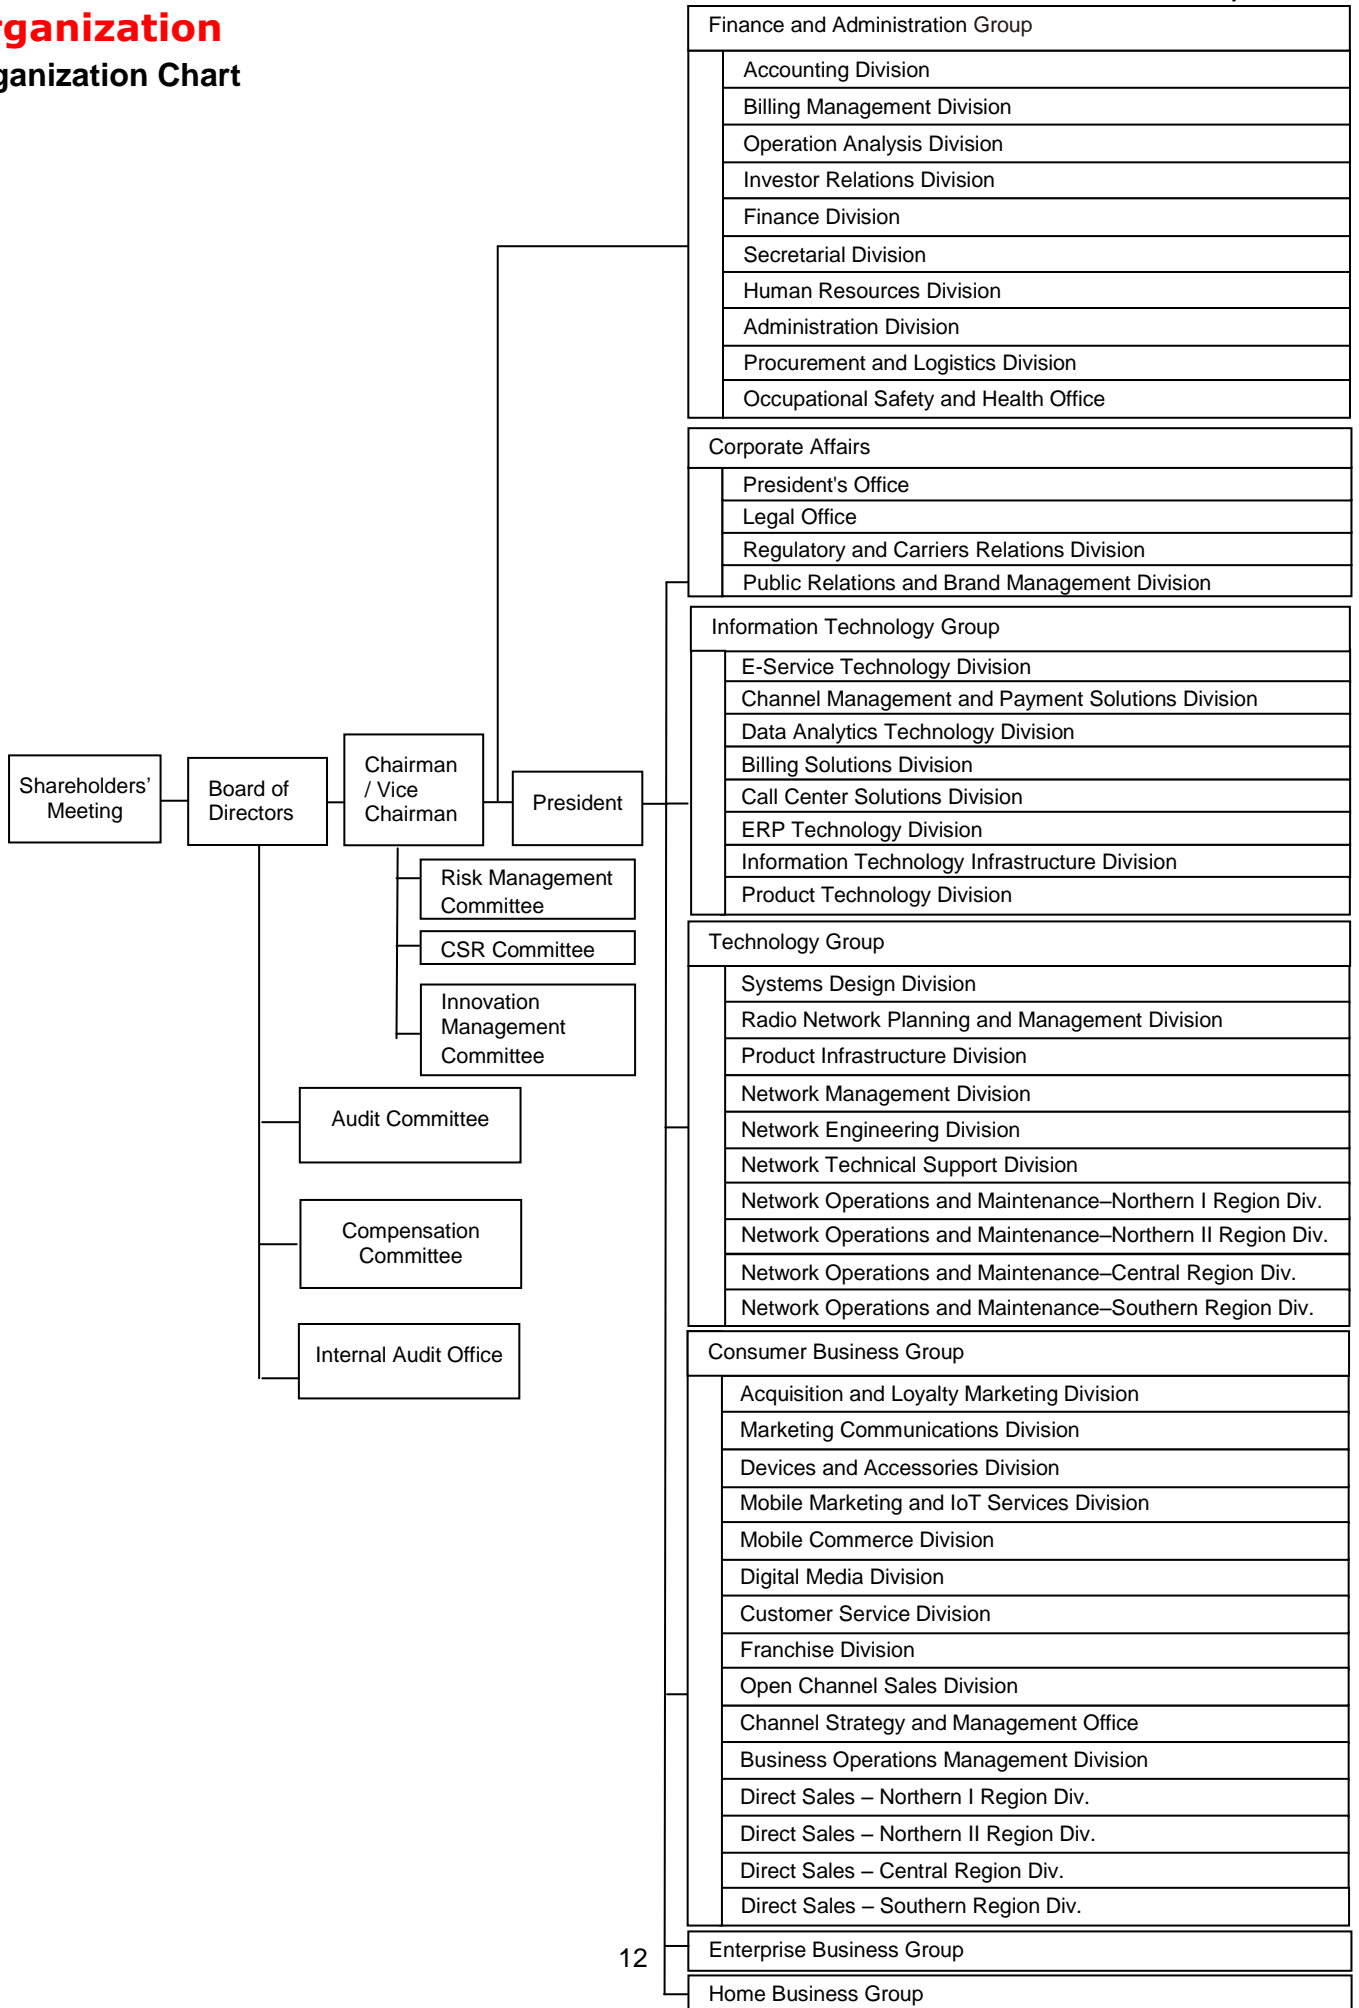 rganization
ganization Chart
Finance and Administration Group
Accounting Division
Billing Management Division
Operation Analysis Division
Investor Relations Division
Finance Division
Secretarial Division
Human Resources Division
Administration Division
Procurement and Logistics Division
Occupational Safety and Health Office
Corporate Affairs
President's Office
Legal Office
Regulatory and Carriers Relations Division
Public Relations and Brand Management Division
Information Technology Group
E-Service Technology Division
Channel Management and Payment Solutions Division
Data Analytics Technology Division
Billing Solutions Division
Call Center Solutions Division
ERP Technology Division
Information Technology Infrastructure Division
Product Technology Division
Shareholders’
Meeting
Board of
Directors
Chairman
/ Vice
Chairman
President
Risk Management
Committee
CSR Committee
Innovation
Management
Committee
Audit Committee
Compensation
Committee
Internal Audit Office
Technology Group
Systems Design Division
Radio Network Planning and Management Division
Product Infrastructure Division
Network Management Division
Network Engineering Division
Network Technical Support Division
Network Operations and Maintenance–Northern I Region Div.
Network Operations and Maintenance–Northern II Region Div.
Network Operations and Maintenance–Central Region Div.
Network Operations and Maintenance–Southern Region Div.
Consumer Business Group
Acquisition and Loyalty Marketing Division
Marketing Communications Division
Devices and Accessories Division
Mobile Marketing and IoT Services Division
Mobile Commerce Division
Digital Media Division
Customer Service Division
Franchise Division
Open Channel Sales Division
Channel Strategy and Management Office
Business Operations Management Division
Direct Sales – Northern I Region Div.
Direct Sales – Northern II Region Div.
Direct Sales – Central Region Div.
Direct Sales – Southern Region Div.
Enterprise Business Group
Home Business Group
12